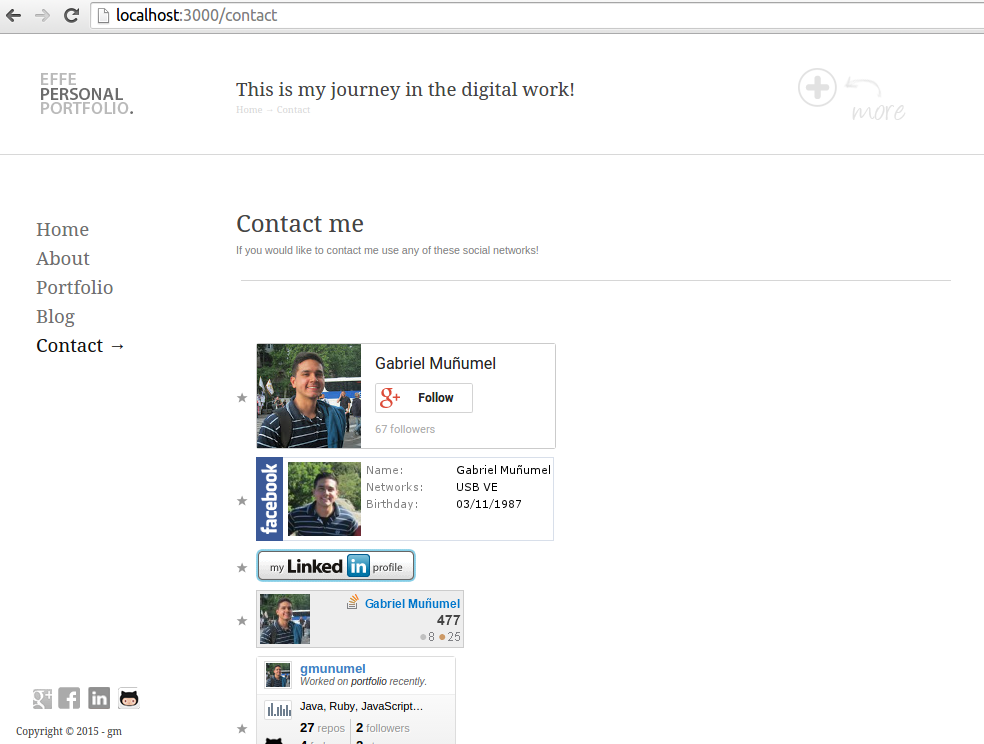 localhost:3000/contact
EFFE
PERSONAL
PORTFOLIO.
This is my journey in the digital work!
Home → Contact
more
Home
About
Portfolio
Blog
Contact →
Contact me
If you would like to contact me use any of these social networks!
Gabriel Muñumel
g+ Follow
67 followers
facebook
Name: Gabriel Muñumel
Networks: USB VE
Birthday: 03/11/1987
my Linked in profile
Gabriel Muñumel
477
8 25
gmunumel
Worked on portfolio recently.
Java, Ruby, JavaScript…
27 repos 2 followers
g+ f in
Copyright © 2015 - gm